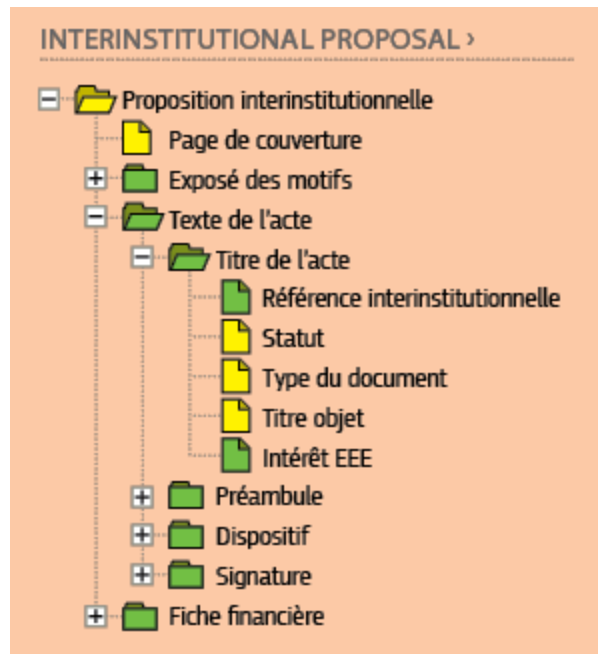 INTERINSTITUTIONAL PROPOSAL ›
Proposition interinstitutionnelle
Page de couverture
Exposé des motifs
Texte de l'acte
Titre de l'acte
Référence interinstitutionnelle
Statut
Type du document
Titre objet
Intérêt EEE
Préambule
Dispositif
Signature
Fiche financière